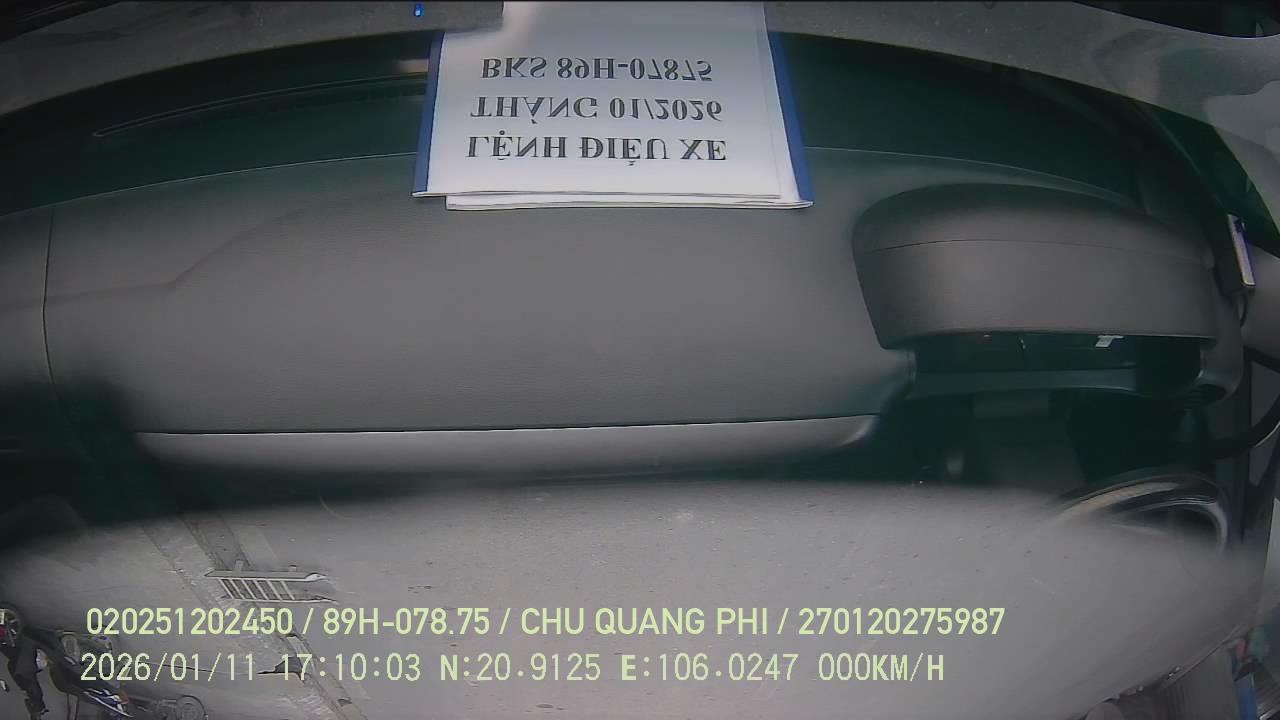 LỆNH ĐIỀU XE
THÁNG 01/2026
BKS 89H-07875
020251202450 / 89H-078.75 / CHU QUANG PHI / 270120275987
2026/01/11 17:10:03 N:20.9125 E:106.0247 000KM/H